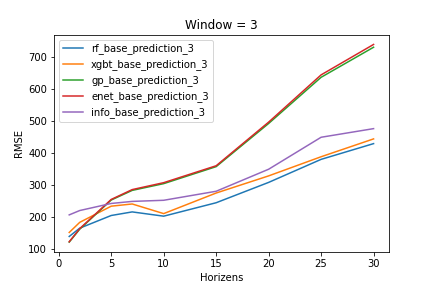 Window = 3
rf_base_prediction_3
xgbt_base_prediction_3
gp_base_prediction_3
enet_base_prediction_3
info_base_prediction_3
RMSE
700
600
500
400
300
200
100
0 5 10 15 20 25 30
Horizens